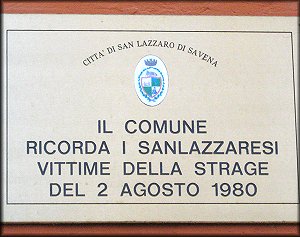 CITTA' DI SAN LAZZARO DI SAVENA
IL COMUNE
RICORDA I SANLAZZARESI
VITTIME DELLA STRAGE
DEL 2 AGOSTO 1980